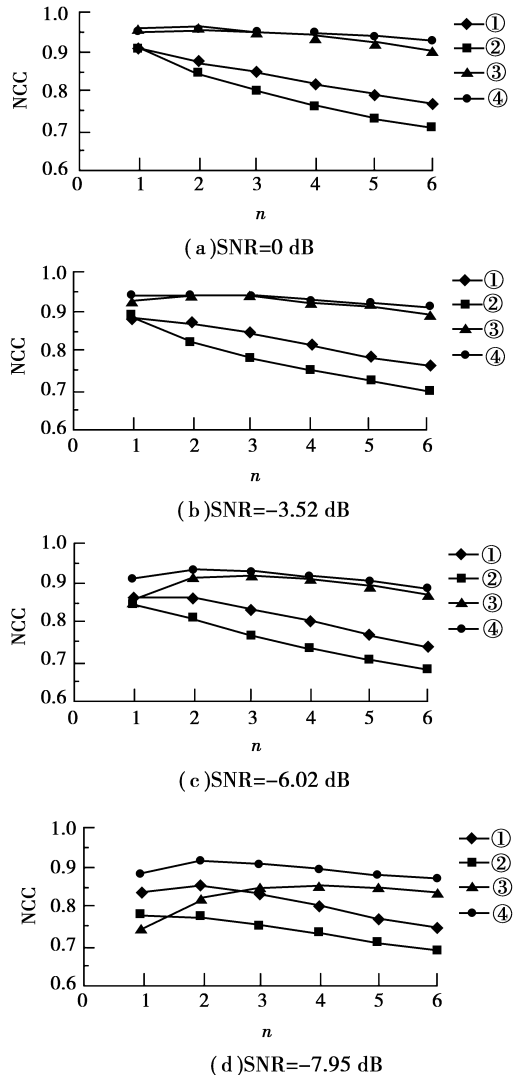 1.0
0.9
0.8
0.7
0.6
NCC
0 1 2 3 4 5 6
n
①
②
③
④
(a)SNR=0 dB
1.0
0.9
0.8
0.7
0.6
NCC
0 1 2 3 4 5 6
n
①
②
③
④
(b)SNR=-3.52 dB
1.0
0.9
0.8
0.7
0.6
NCC
0 1 2 3 4 5 6
n
①
②
③
④
(c)SNR=-6.02 dB
1.0
0.9
0.8
0.7
0.6
NCC
0 1 2 3 4 5 6
n
①
②
③
④
(d)SNR=-7.95 dB